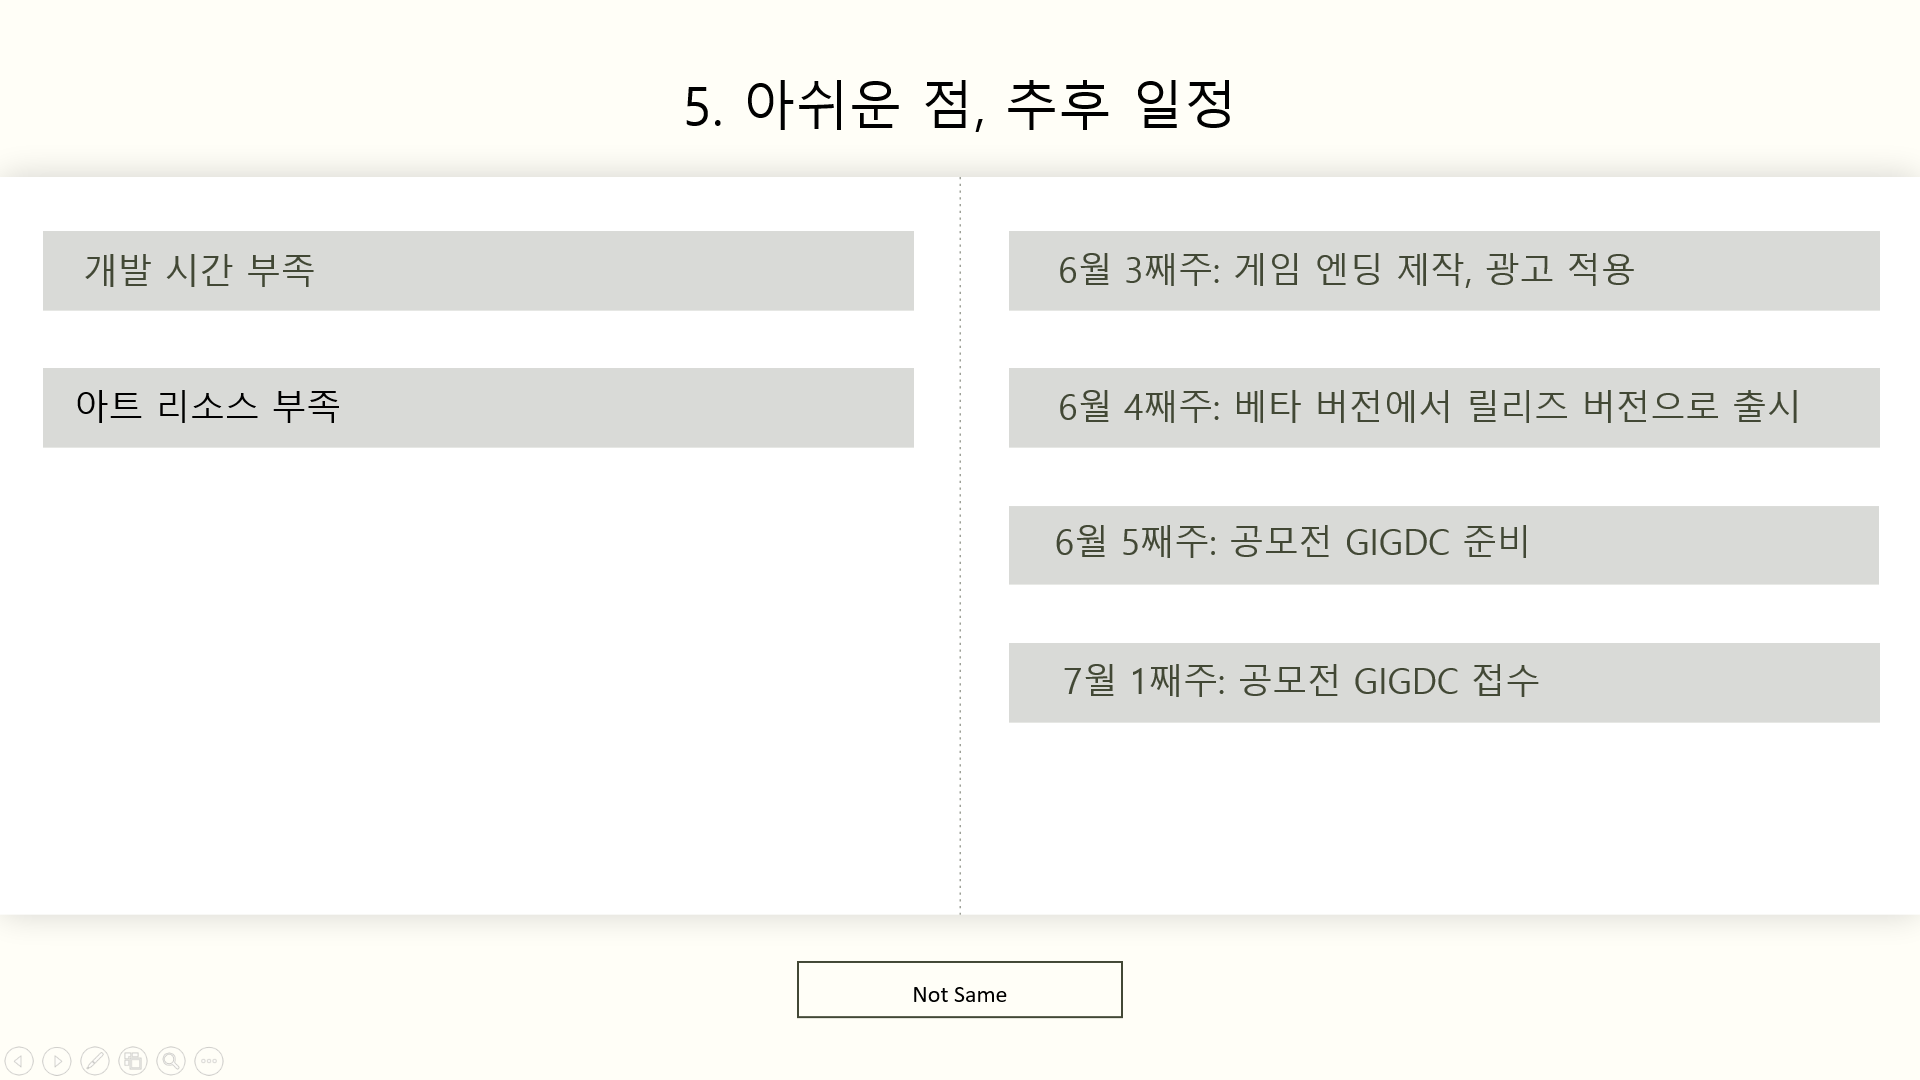 5. 아쉬운 점, 추후 일정
개발 시간 부족
아트 리소스 부족
6월 3째주: 게임 엔딩 제작, 광고 적용
6월 4째주: 베타 버전에서 릴리즈 버전으로 출시
6월 5째주: 공모전 GIGDC 준비
7월 1째주: 공모전 GIGDC 접수
Not Same